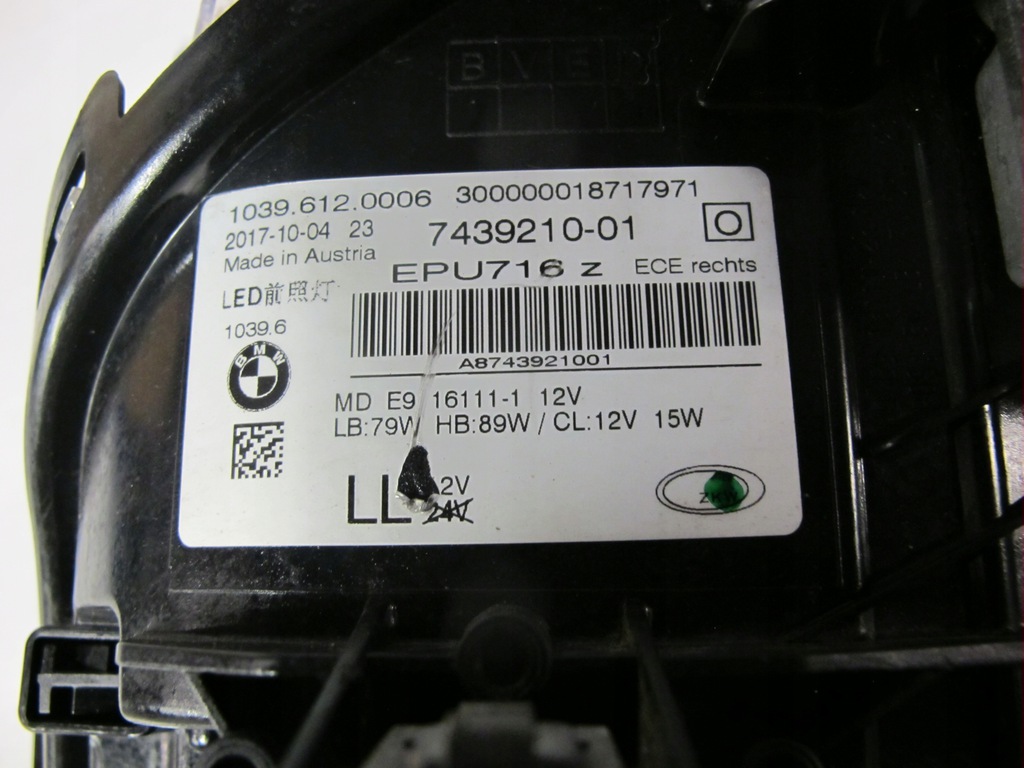 B V E
1039.612.0006 300000018717971
2017-10-04 23 7439210-01
Made in Austria
EPU716 z ECE rechts
LED前照灯
1039.6
BMW
A8743921001
MD E9 16111-1 12V
LB:79W HB:89W / CL:12V 15W
LL 2V
24V